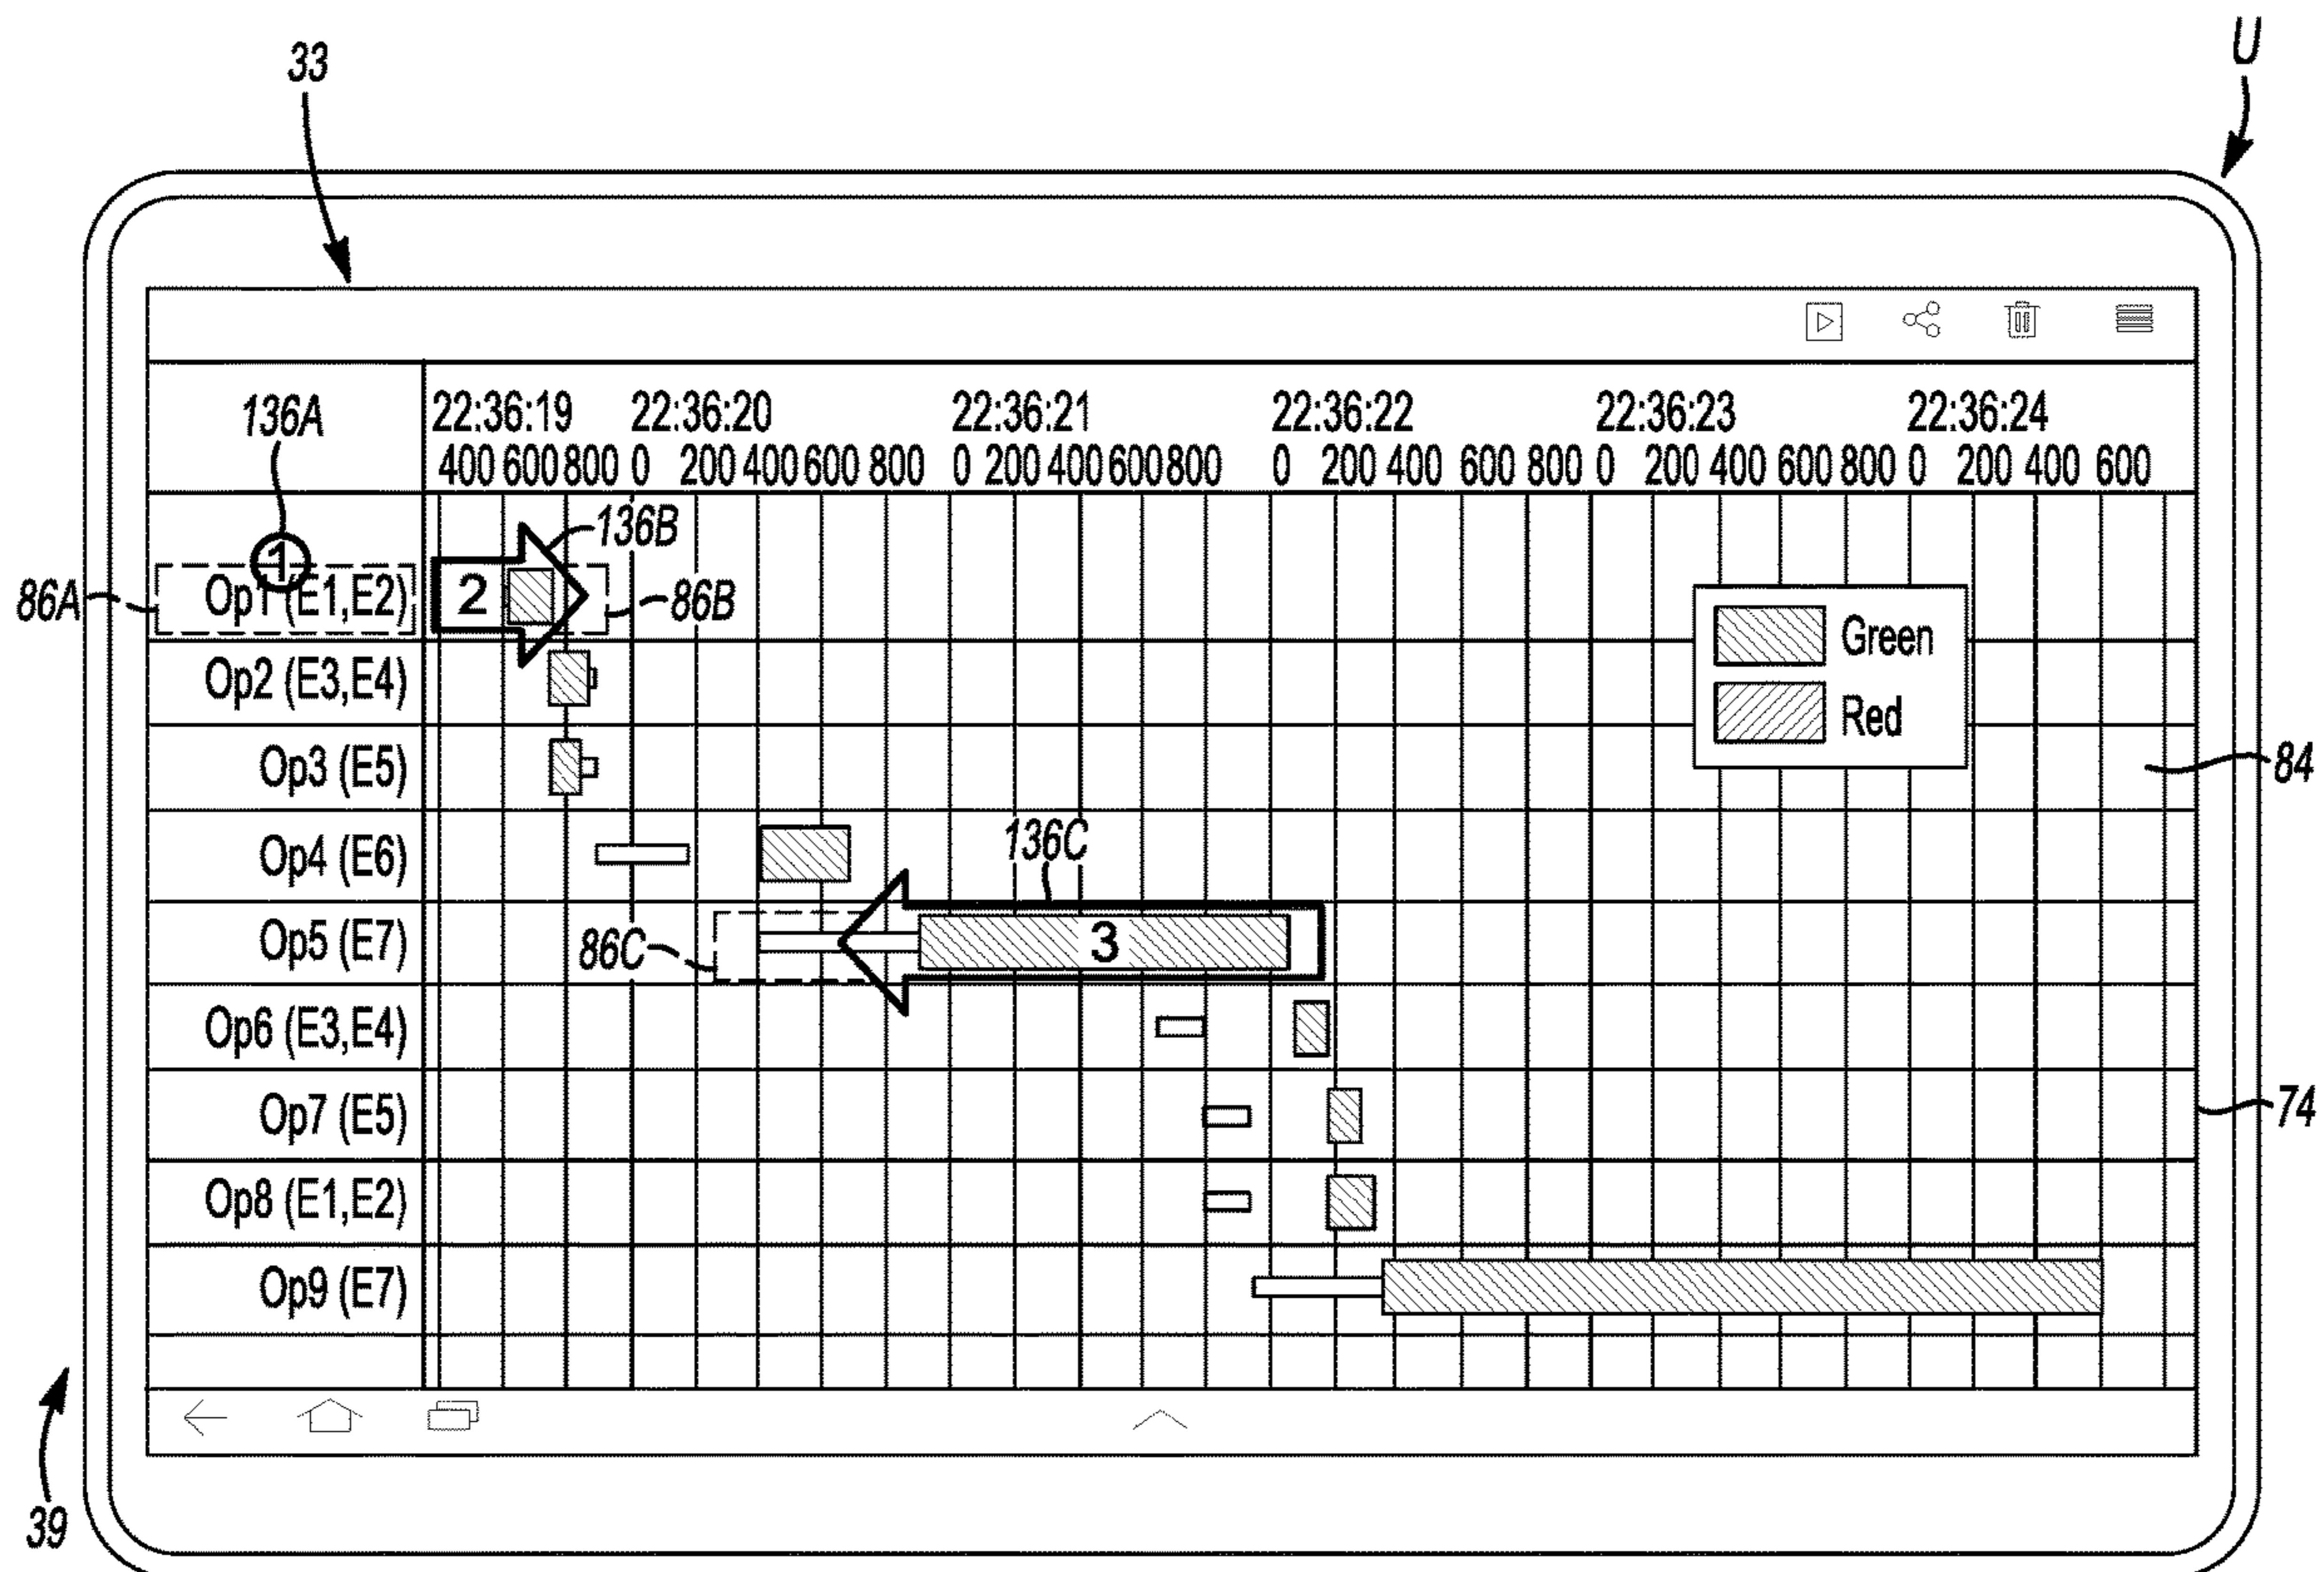 33
U
136A
22:36:19 22:36:20 22:36:21 22:36:22 22:36:23 22:36:24
400 600 800 0 200 400 600 800 0 200 400 600 800 0 200 400 600 800 0 200 400 600 800 0 200 400 600
136B
1
86A
Op1 (E1,E2)
2
86B
Green
Op2 (E3,E4)
Red
Op3 (E5)
84
136C
Op4 (E6)
Op5 (E7)
86C
3
Op6 (E3,E4)
Op7 (E5)
74
Op8 (E1,E2)
Op9 (E7)
39